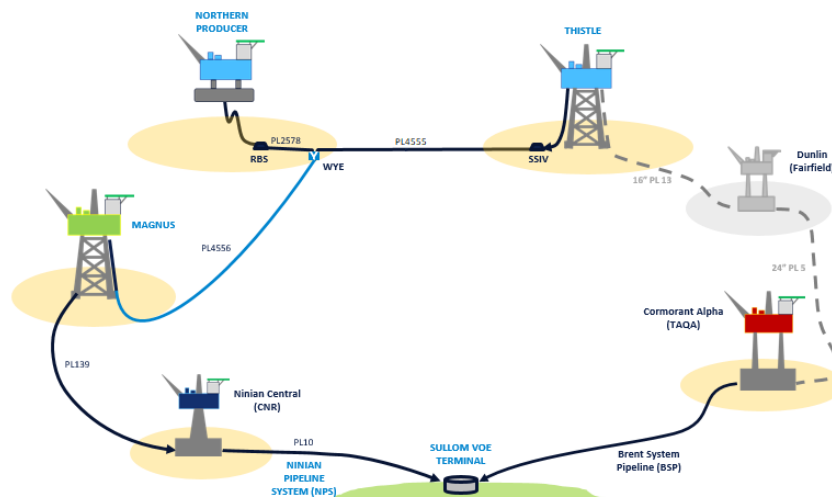 NORTHERN
PRODUCER
THISTLE
PL2578
PL4555
RBS
WYE
SSIV
Dunlin
(Fairfield)
16" PL 13
MAGNUS
PL4556
24" PL 5
Cormorant Alpha
(TAQA)
PL139
Ninian Central
(CNR)
PL10
NINIAN
PIPELINE
SYSTEM (NPS)
SULLOM VOE
TERMINAL
Brent System
Pipeline (BSP)